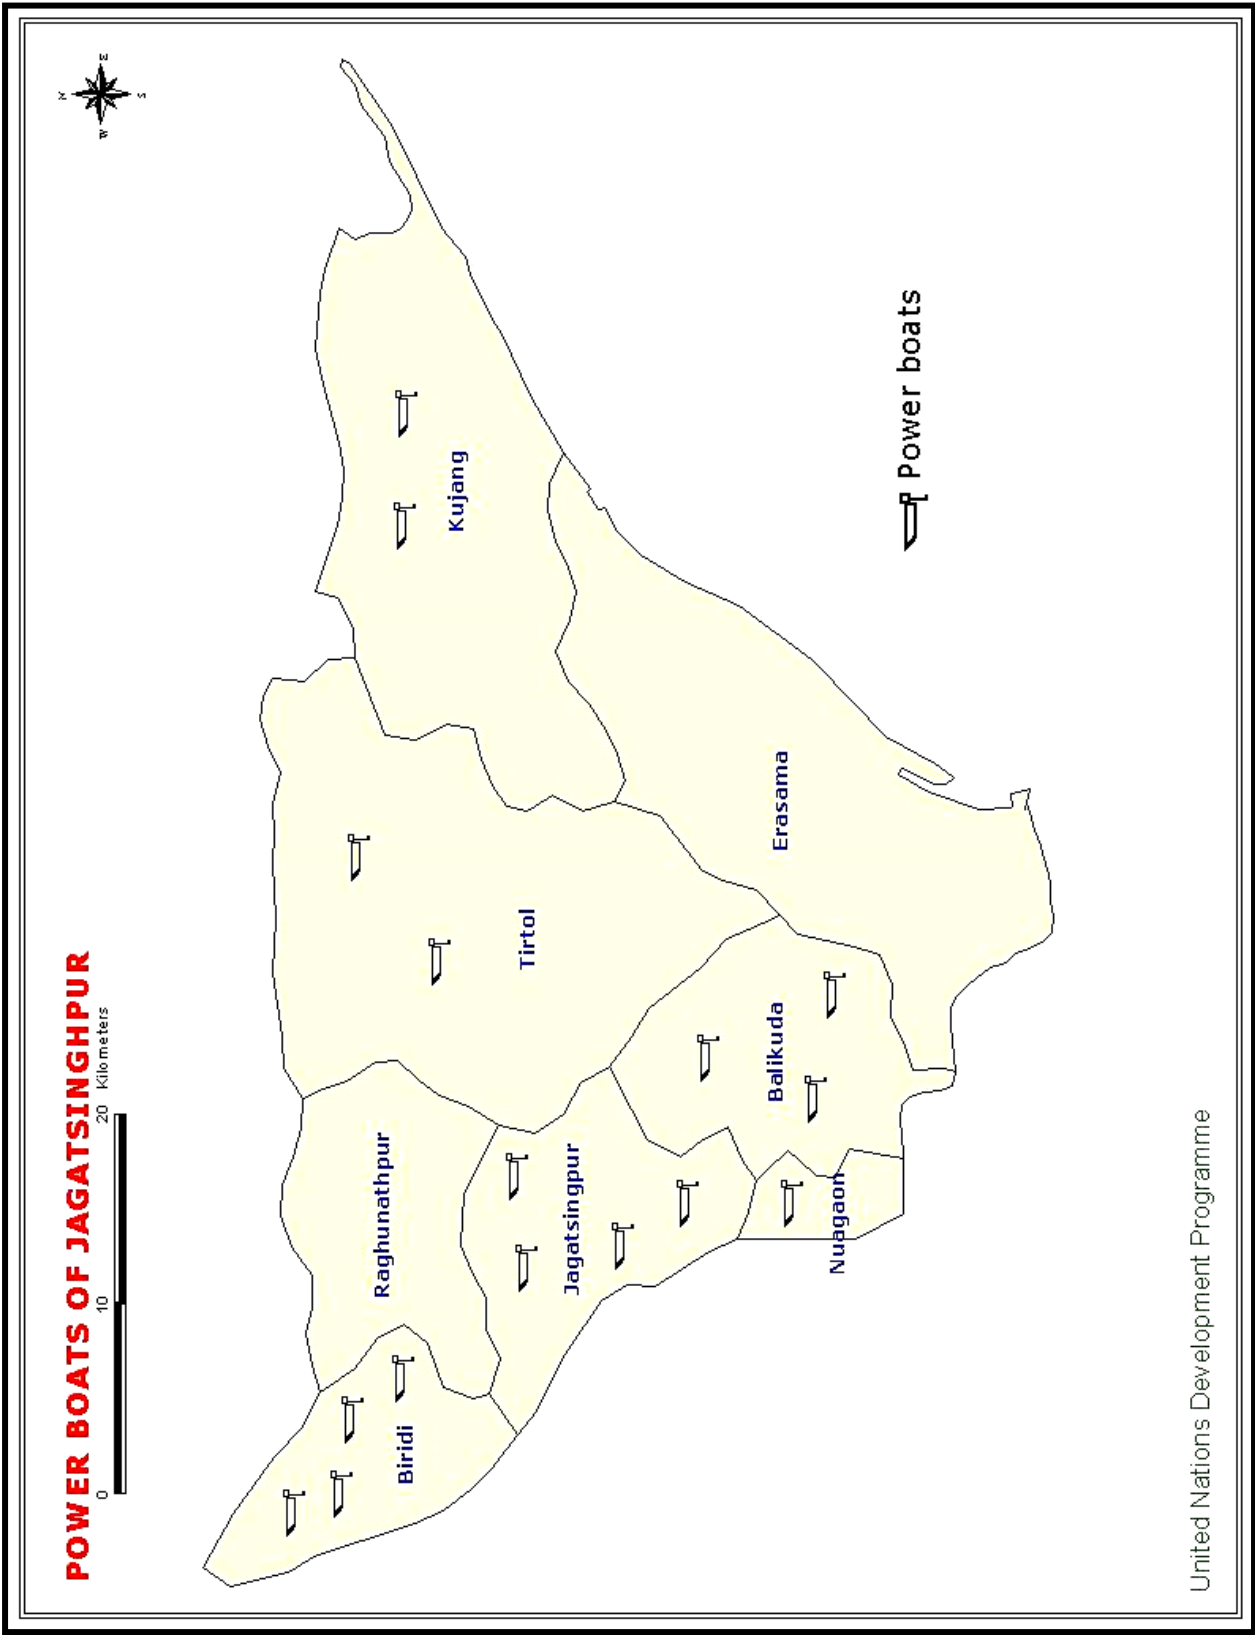 POWER BOATS OF JAGATSINGHPUR
0 10 20 Kilometers
N
W E
S
Kujang
Tirtol
Erasama
Raghunathpur
Balikuda
Jagatsingpur
Biridi
Nuagaon
Power boats
United Nations Development Programme